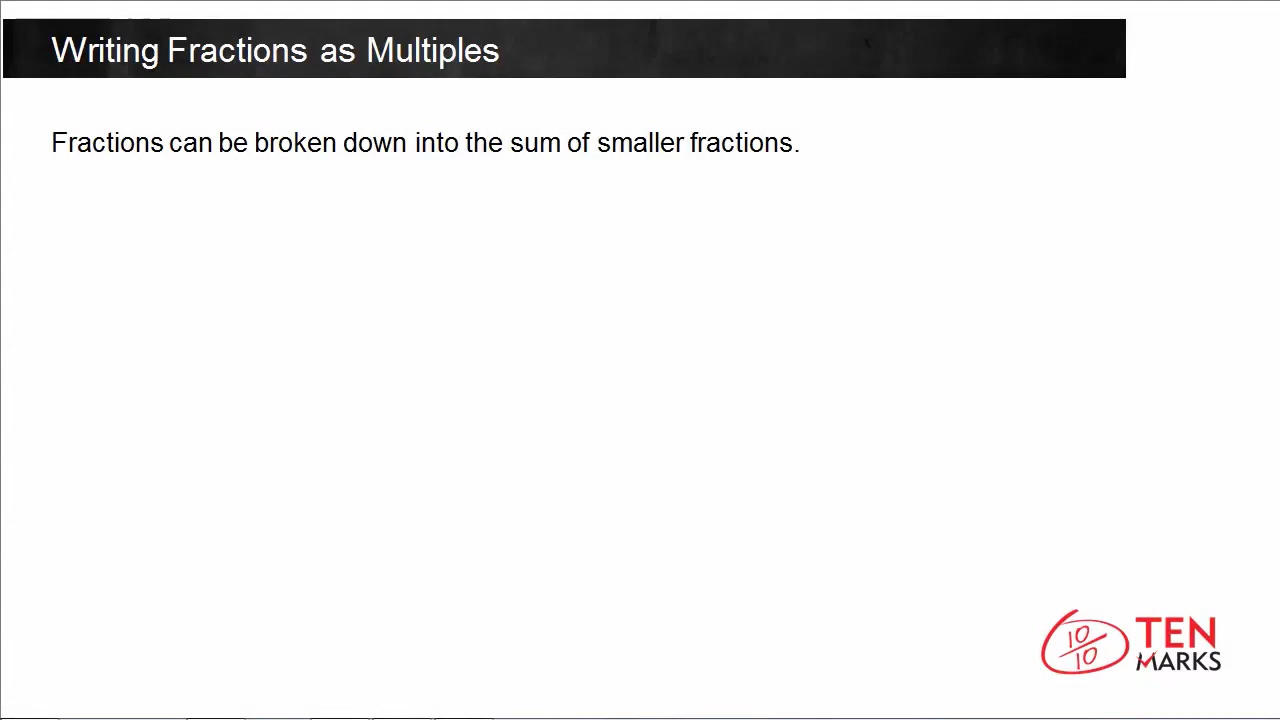 Writing Fractions as Multiples
Fractions can be broken down into the sum of smaller fractions.
10
10
TEN
MARKS